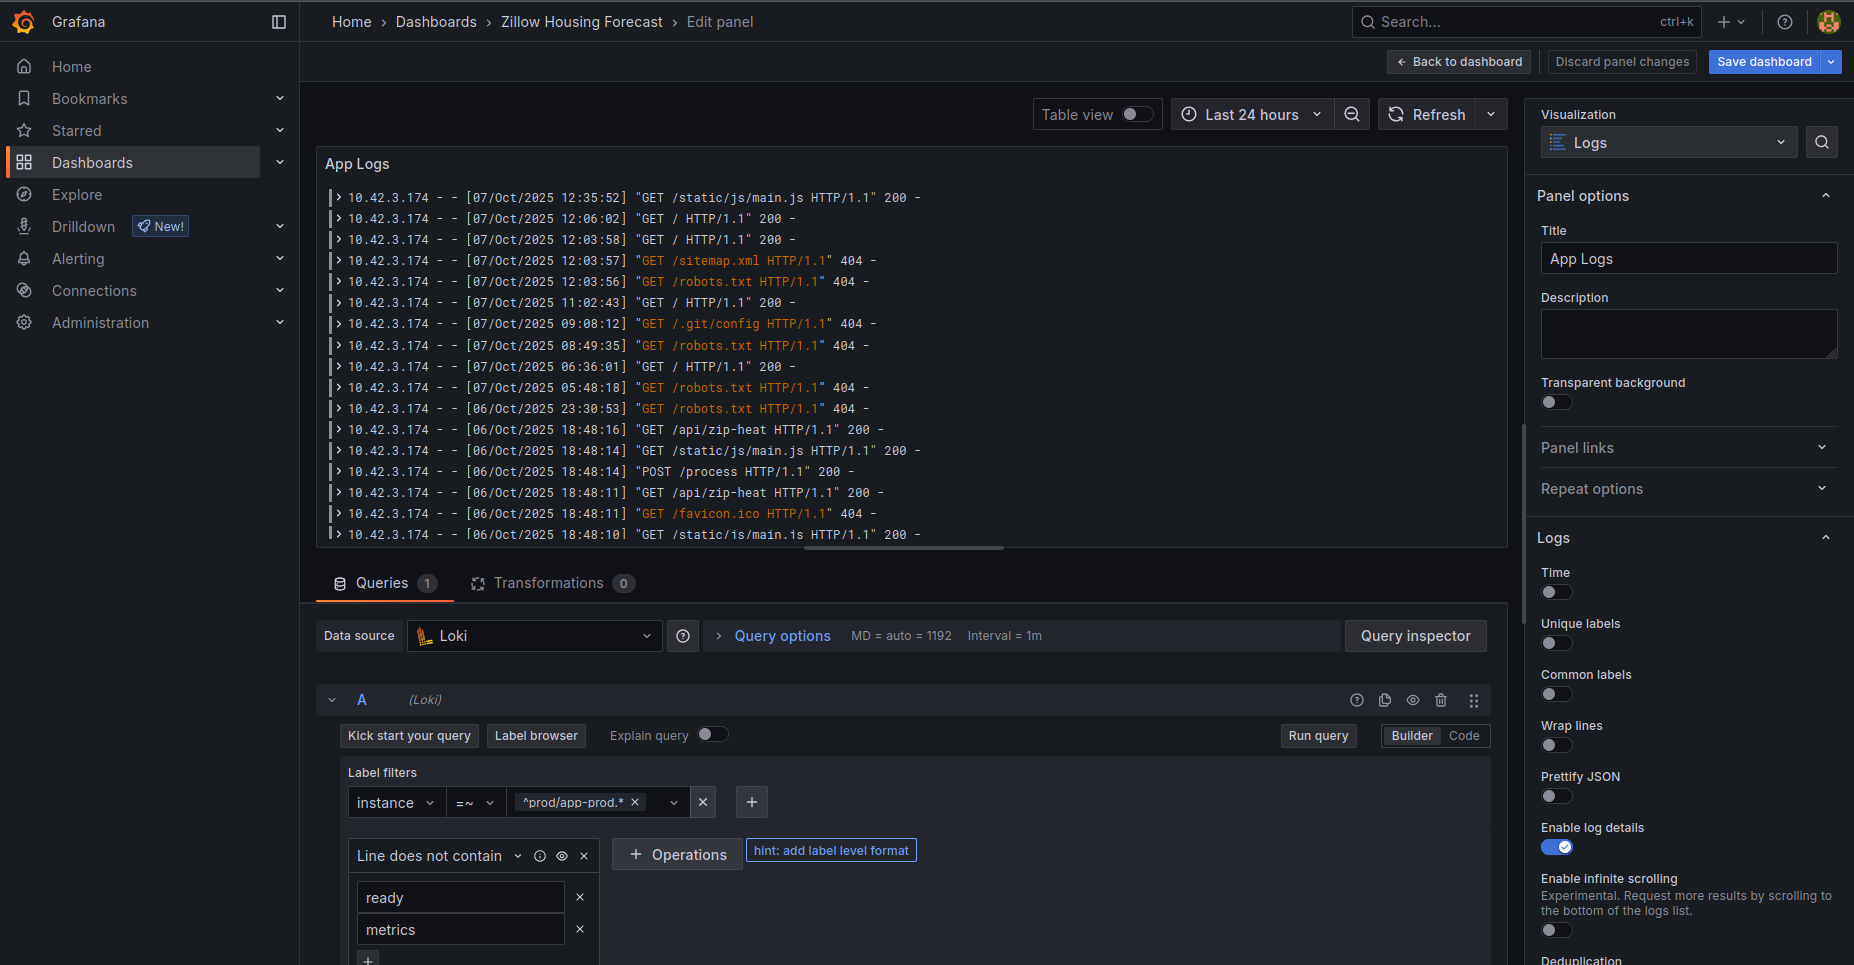 Grafana
Home › Dashboards › Zillow Housing Forecast › Edit panel
Search... ctrl+k
Back to dashboard
Discard panel changes
Save dashboard
Home
Bookmarks
Starred
Dashboards
Explore
Drilldown New!
Alerting
Connections
Administration
Table view
Last 24 hours
Refresh
App Logs
10.42.3.174 - - [07/Oct/2025 12:35:52] "GET /static/js/main.js HTTP/1.1" 200 -
10.42.3.174 - - [07/Oct/2025 12:06:02] "GET / HTTP/1.1" 200 -
10.42.3.174 - - [07/Oct/2025 12:03:58] "GET / HTTP/1.1" 200 -
10.42.3.174 - - [07/Oct/2025 12:03:57] "GET /sitemap.xml HTTP/1.1" 404 -
10.42.3.174 - - [07/Oct/2025 12:03:56] "GET /robots.txt HTTP/1.1" 404 -
10.42.3.174 - - [07/Oct/2025 11:02:43] "GET / HTTP/1.1" 200 -
10.42.3.174 - - [07/Oct/2025 09:08:12] "GET /.git/config HTTP/1.1" 404 -
10.42.3.174 - - [07/Oct/2025 08:49:35] "GET /robots.txt HTTP/1.1" 404 -
10.42.3.174 - - [07/Oct/2025 06:36:01] "GET / HTTP/1.1" 200 -
10.42.3.174 - - [07/Oct/2025 05:48:18] "GET /robots.txt HTTP/1.1" 404 -
10.42.3.174 - - [06/Oct/2025 23:30:53] "GET /robots.txt HTTP/1.1" 404 -
10.42.3.174 - - [06/Oct/2025 18:48:16] "GET /api/zip-heat HTTP/1.1" 200 -
10.42.3.174 - - [06/Oct/2025 18:48:14] "GET /static/js/main.js HTTP/1.1" 200 -
10.42.3.174 - - [06/Oct/2025 18:48:14] "POST /process HTTP/1.1" 200 -
10.42.3.174 - - [06/Oct/2025 18:48:11] "GET /api/zip-heat HTTP/1.1" 200 -
10.42.3.174 - - [06/Oct/2025 18:48:11] "GET /favicon.ico HTTP/1.1" 404 -
10.42.3.174 - - [06/Oct/2025 18:48:10] "GET /static/js/main.js HTTP/1.1" 200 -
Queries 1
Transformations 0
Data source
Loki
Query options MD = auto = 1192 Interval = 1m
Query inspector
A (Loki)
Kick start your query
Label browser
Explain query
Run query
Builder
Code
Label filters
instance =~ ^prod/app-prod.*
Line does not contain
Operations
hint: add label level format
ready
metrics
Visualization
Logs
Panel options
Title
App Logs
Description
Transparent background
Panel links
Repeat options
Logs
Time
Unique labels
Common labels
Wrap lines
Prettify JSON
Enable log details
Enable infinite scrolling
Experimental. Request more results by scrolling to
the bottom of the logs list.
Deduplication